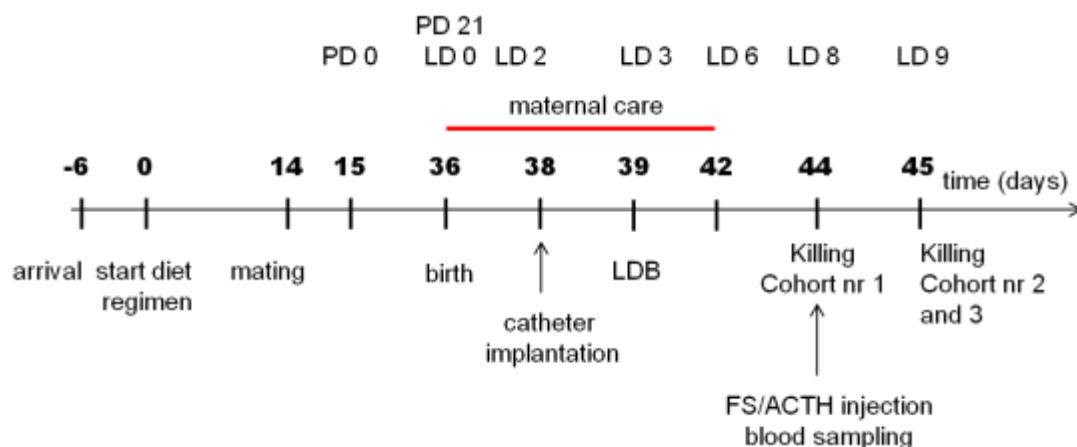 PD 21
PD 0 LD 0 LD 2 LD 3 LD 6 LD 8 LD 9
maternal care
-6 0 14 15 36 38 39 42 44 45 time (days)
arrival start diet regimen mating birth LDB Killing Cohort nr 1 Killing Cohort nr 2 and 3
catheter
implantation
FS/ACTH injection
blood sampling